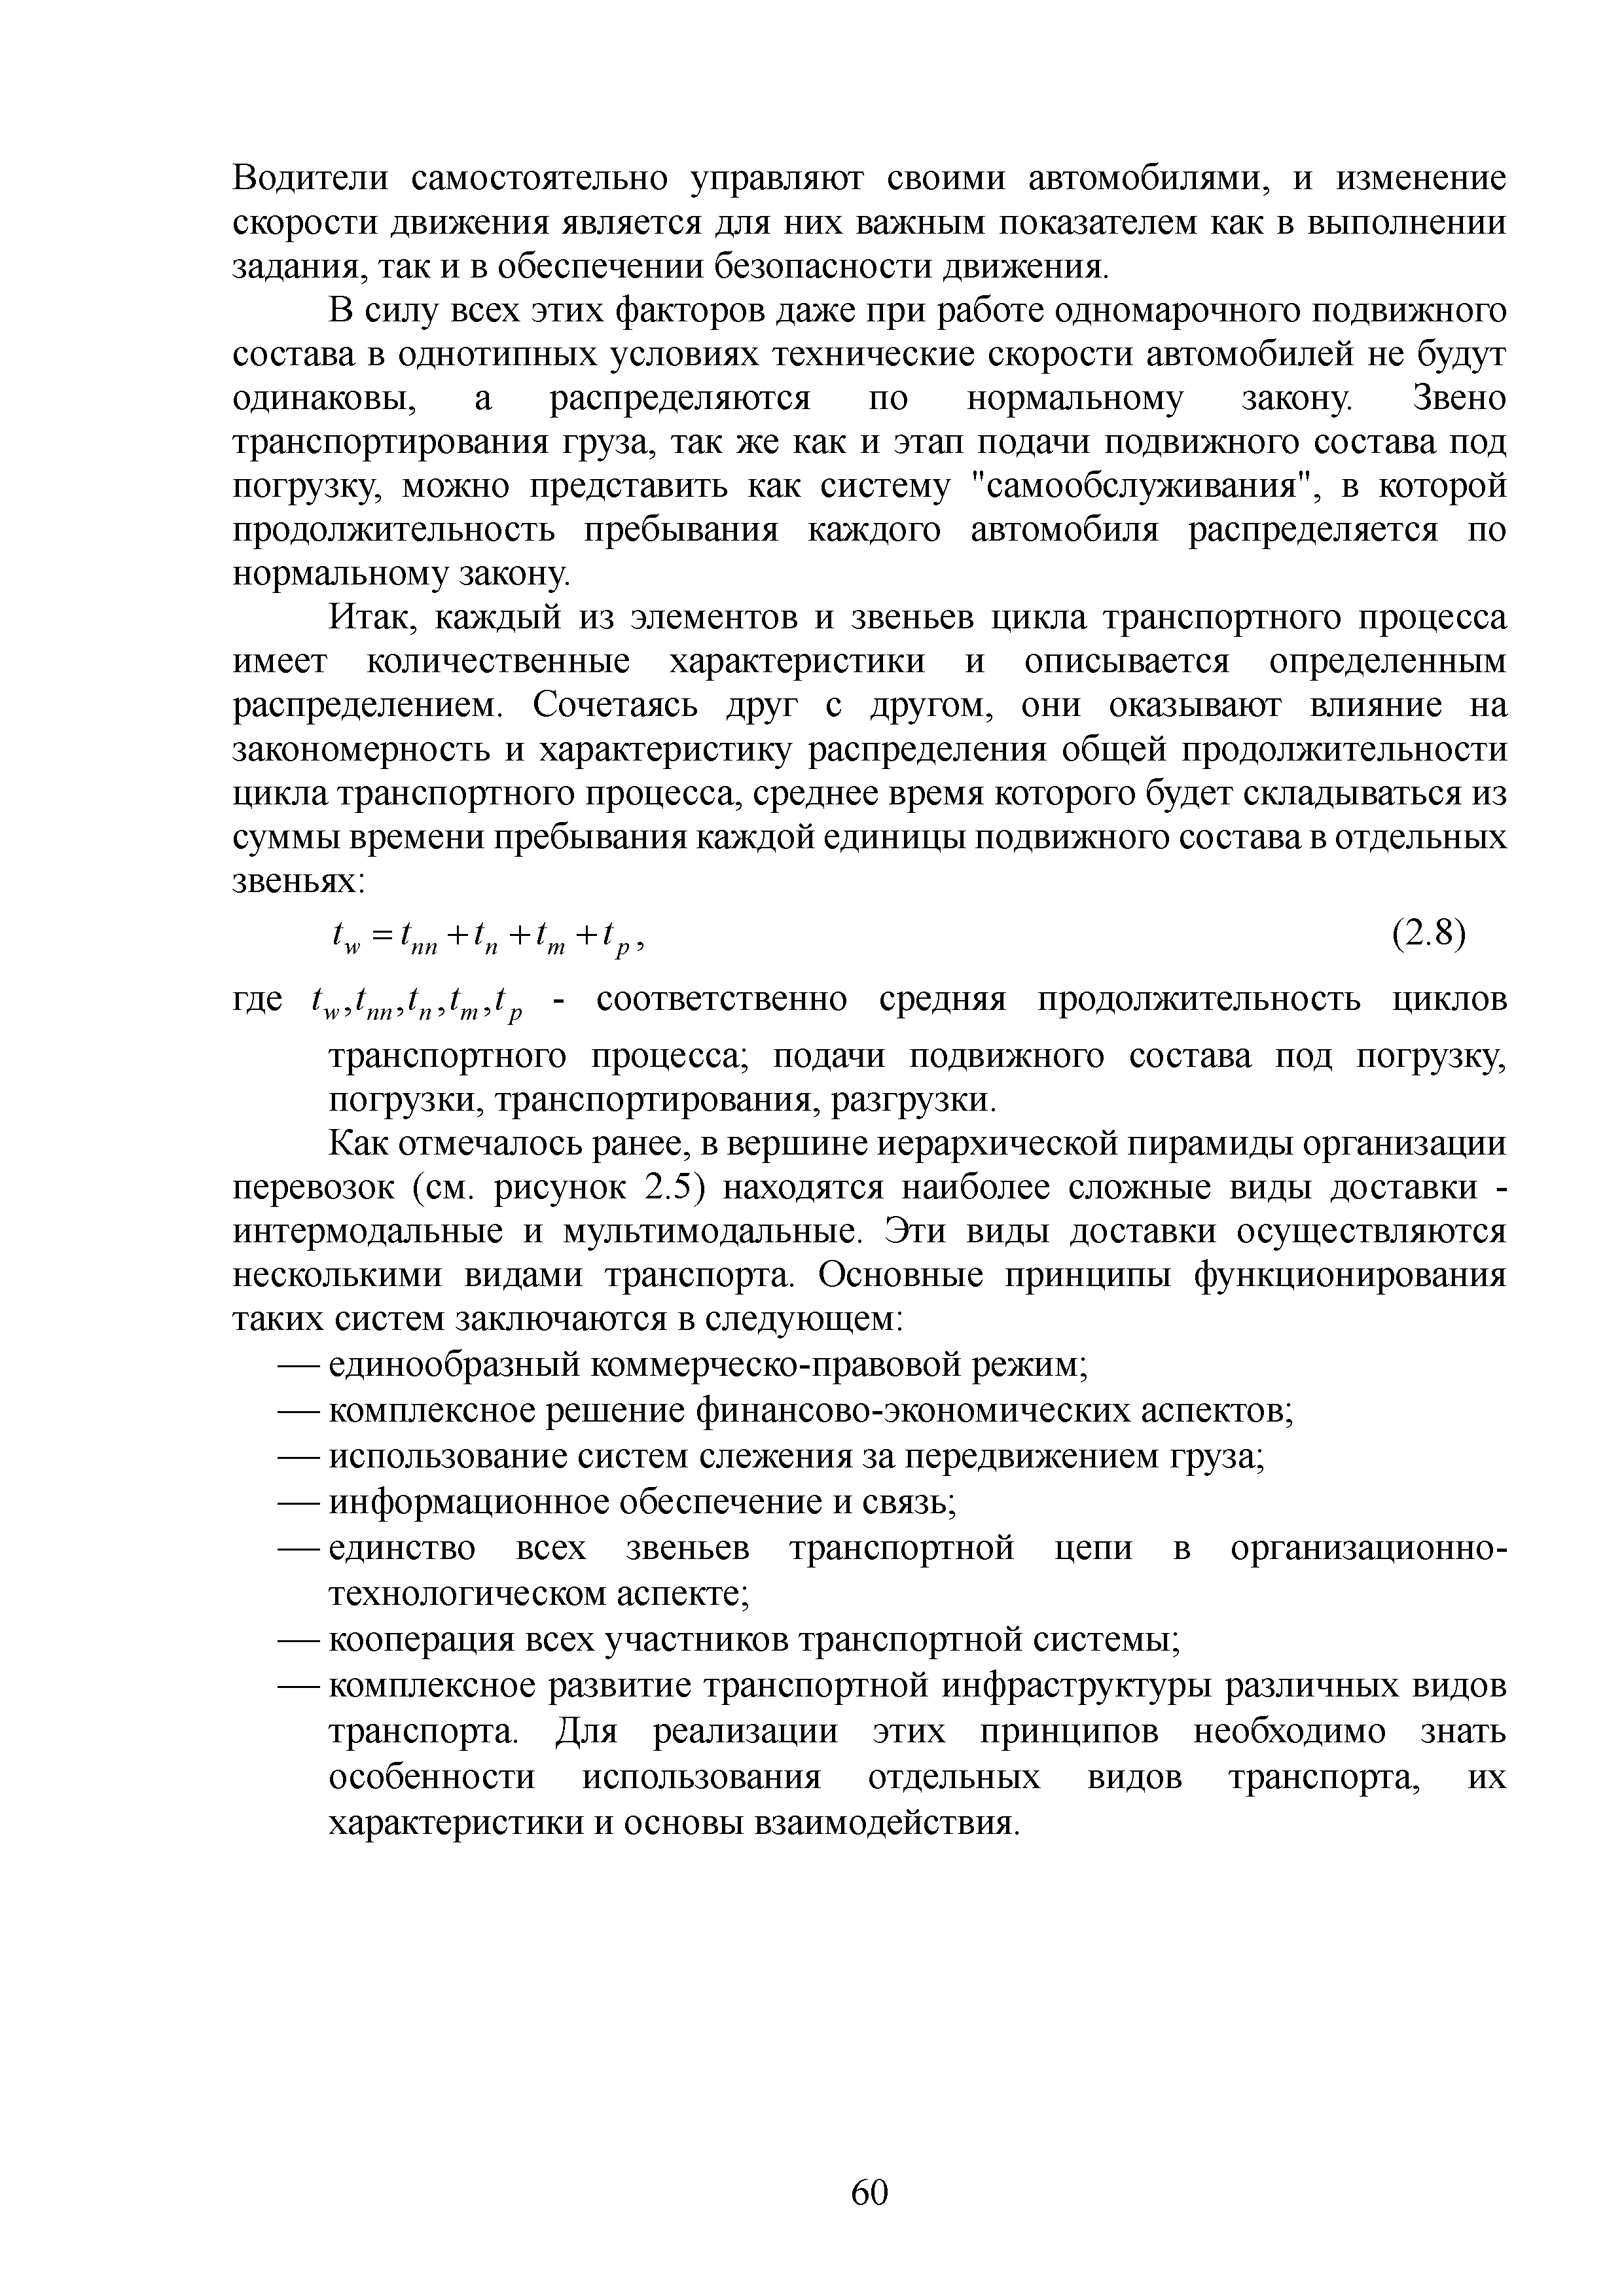 Водители самостоятельно управляют своими автомобилями, и изменение
скорости движения является для них важным показателем как в выполнении
задания, так и в обеспечении безопасности движения.
В силу всех этих факторов даже при работе одномарочного подвижного
состава в однотипных условиях технические скорости автомобилей не будут
одинаковы, а распределяются по нормальному закону. Звено
транспортирования груза, так же как и этап подачи подвижного состава под
погрузку, можно представить как систему "самообслуживания", в которой
продолжительность пребывания каждого автомобиля распределяется по
нормальному закону.
Итак, каждый из элементов и звеньев цикла транспортного процесса
имеет количественные характеристики и описывается определенным
распределением. Сочетаясь друг с другом, они оказывают влияние на
закономерность и характеристику распределения общей продолжительности
цикла транспортного процесса, среднее время которого будет складываться из
суммы времени пребывания каждой единицы подвижного состава в отдельных
звеньях:
t_w = t_пп + t_п + t_т + t_р, (2.8)
где t_w, t_пп, t_п, t_т, t_р - соответственно средняя продолжительность циклов
транспортного процесса; подачи подвижного состава под погрузку,
погрузки, транспортирования, разгрузки.
Как отмечалось ранее, в вершине иерархической пирамиды организации
перевозок (см. рисунок 2.5) находятся наиболее сложные виды доставки -
интермодальные и мультимодальные. Эти виды доставки осуществляются
несколькими видами транспорта. Основные принципы функционирования
таких систем заключаются в следующем:
— единообразный коммерческо-правовой режим;
— комплексное решение финансово-экономических аспектов;
— использование систем слежения за передвижением груза;
— информационное обеспечение и связь;
— единство всех звеньев транспортной цепи в организационно-
технологическом аспекте;
— кооперация всех участников транспортной системы;
— комплексное развитие транспортной инфраструктуры различных видов
транспорта. Для реализации этих принципов необходимо знать
особенности использования отдельных видов транспорта, их
характеристики и основы взаимодействия.
60